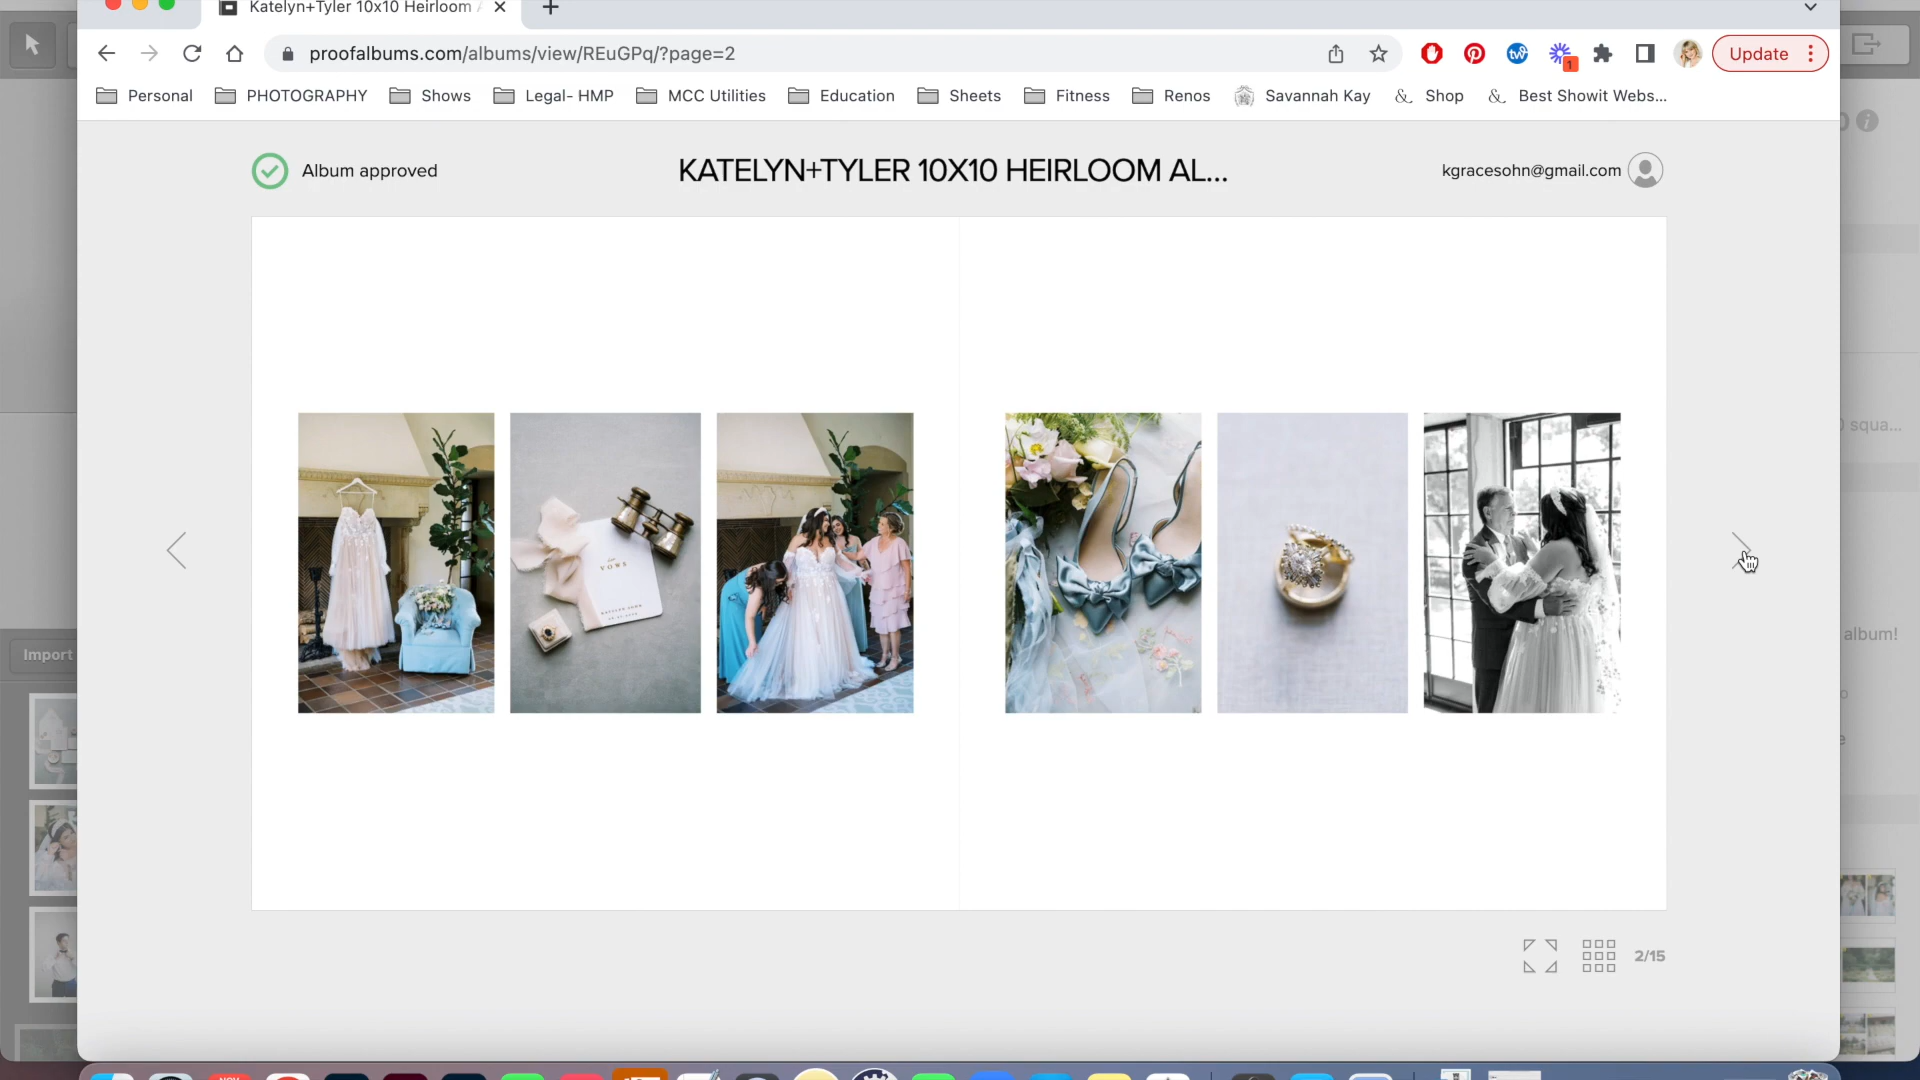 Katelyn+Tyler 10x10 Heirloom
proofalbums.com/albums/view/REuGPq/?page=2
1
Update
Personal
PHOTOGRAPHY
Shows
Legal- HMP
MCC Utilities
Education
Sheets
Fitness
Renos
Savannah Kay
Shop
Best Showit Webs...
Album approved
KATELYN+TYLER 10X10 HEIRLOOM AL...
kgracesohn@gmail.com
squa...
VOWS
Import
album!
2/15